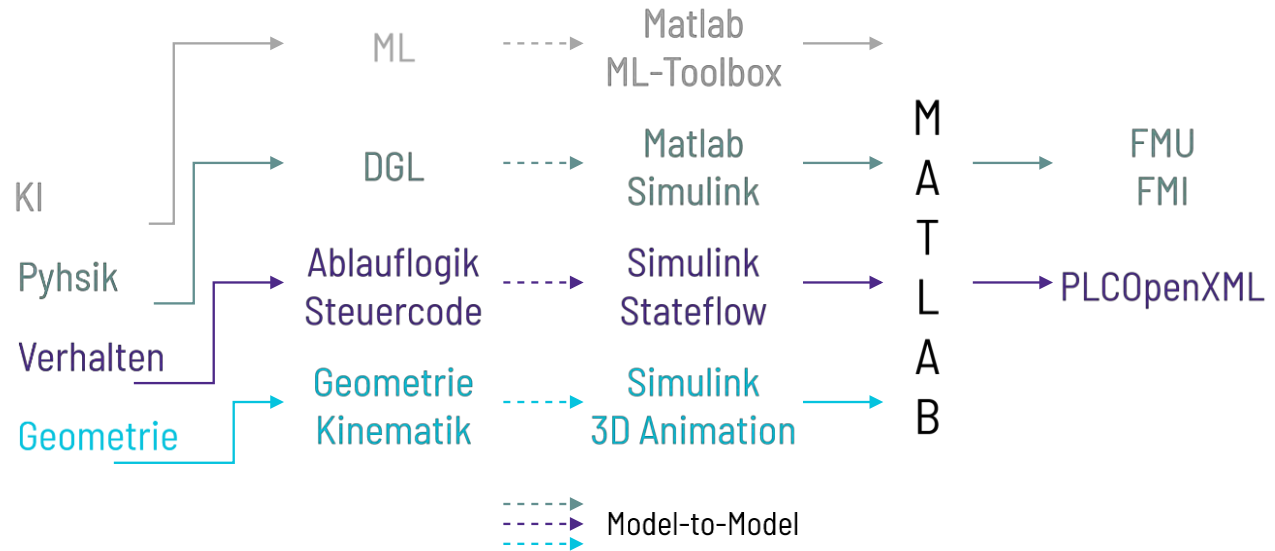 KI
Pyhsik
Verhalten
Geometrie
ML
DGL
Ablauflogik
Steuercode
Geometrie
Kinematik
Matlab
ML-Toolbox
Matlab
Simulink
Simulink
Stateflow
Simulink
3D Animation
M
A
T
L
A
B
FMU
FMI
PLCOpenXML
Model-to-Model